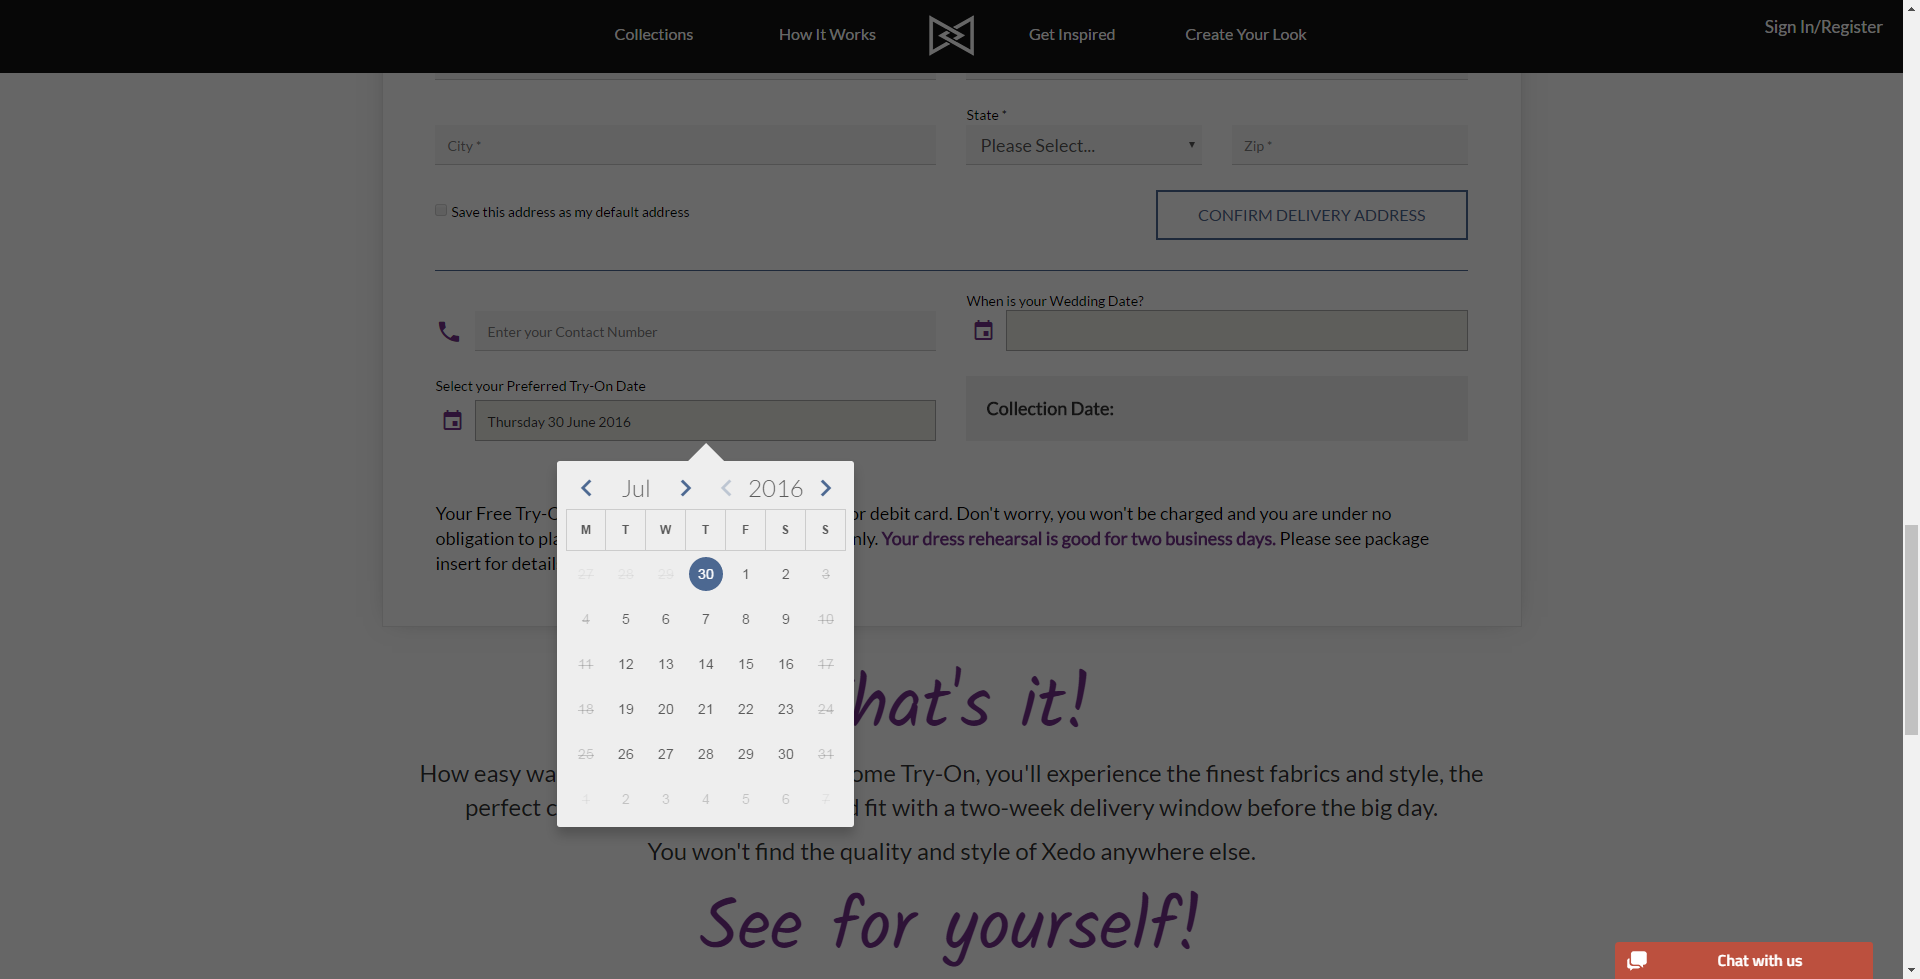 Collections How It Works Get Inspired Create Your Look Sign In/Register
State *
City * Please Select... Zip *
Save this address as my default address CONFIRM DELIVERY ADDRESS
When is your Wedding Date?
Enter your Contact Number
Select your Preferred Try-On Date
Thursday 30 June 2016 Collection Date:
Jul 2016
M T W T F S S
27 28 29 30 1 2 3
4 5 6 7 8 9 10
11 12 13 14 15 16 17
18 19 20 21 22 23 24
25 26 27 28 29 30 31
1 2 3 4 5 6 7
Your Free Try-O or debit card. Don't worry, you won't be charged and you are under no
obligation to pla nly. Your dress rehearsal is good for two business days. Please see package
insert for detail
hat's it!
How easy wa ome Try-On, you'll experience the finest fabrics and style, the
perfect c d fit with a two-week delivery window before the big day.
You won't find the quality and style of Xedo anywhere else.
See for yourself!
Chat with us